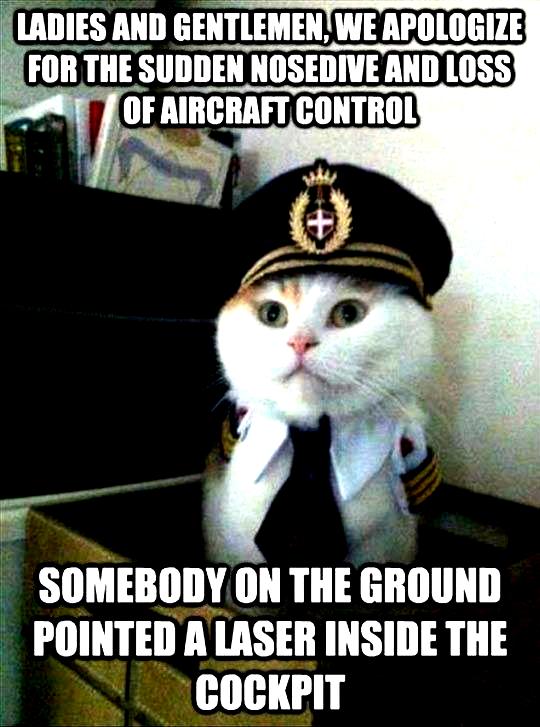 LADIES AND GENTLEMEN, WE APOLOGIZE
FOR THE SUDDEN NOSEDIVE AND LOSS
OF AIRCRAFT CONTROL
SOMEBODY ON THE GROUND
POINTED A LASER INSIDE THE
COCKPIT